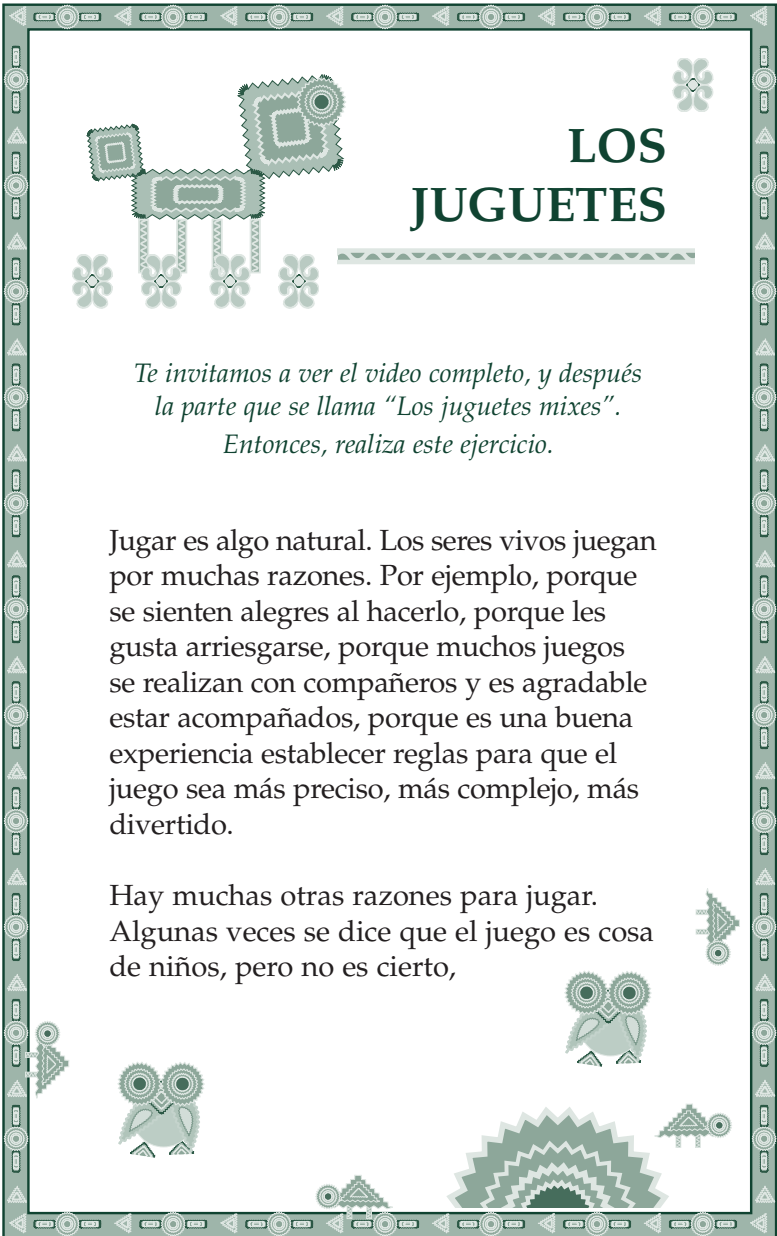 LOS
JUGUETES
Te invitamos a ver el video completo, y después
la parte que se llama “Los juguetes mixes”.
Entonces, realiza este ejercicio.
Jugar es algo natural. Los seres vivos juegan
por muchas razones. Por ejemplo, porque
se sienten alegres al hacerlo, porque les
gusta arriesgarse, porque muchos juegos
se realizan con compañeros y es agradable
estar acompañados, porque es una buena
experiencia establecer reglas para que el
juego sea más preciso, más complejo, más
divertido.
Hay muchas otras razones para jugar.
Algunas veces se dice que el juego es cosa
de niños, pero no es cierto,